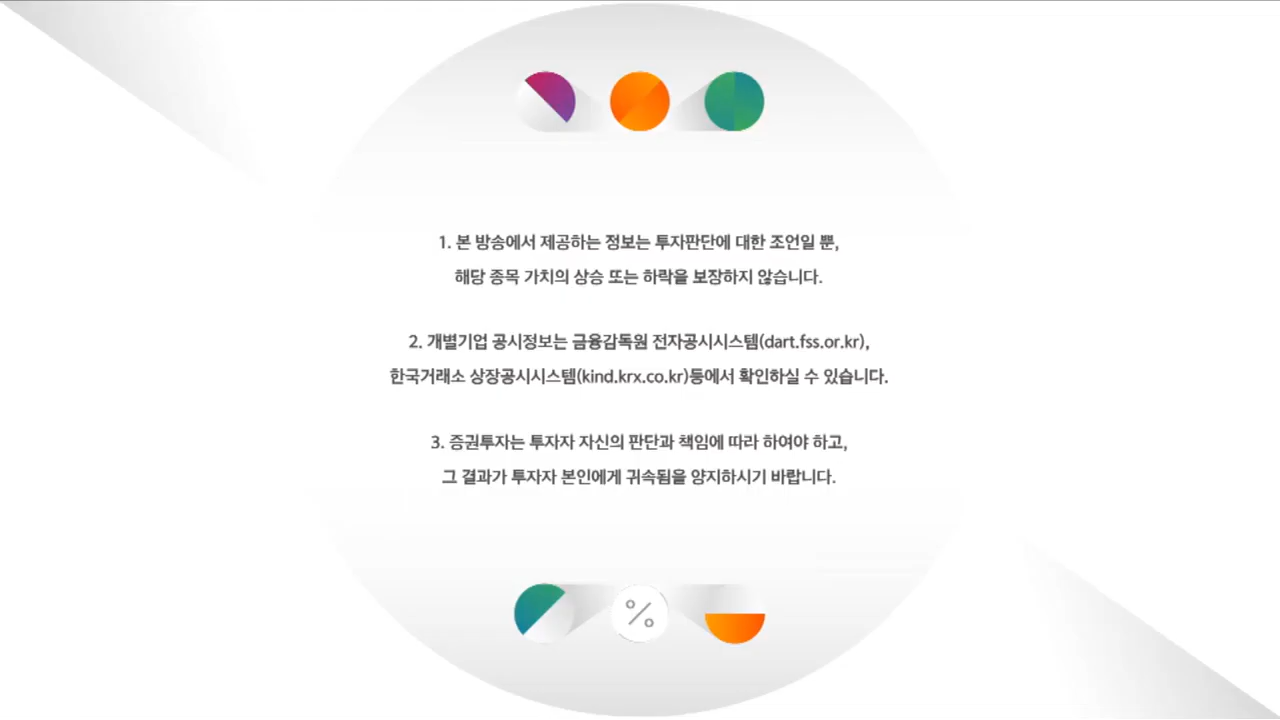 1. 본 방송에서 제공하는 정보는 투자판단에 대한 조언일 뿐,
해당 종목 가치의 상승 또는 하락을 보장하지 않습니다.
2. 개별기업 공시정보는 금융감독원 전자공시시스템(dart.fss.or.kr),
한국거래소 상장공시시스템(kind.krx.co.kr)등에서 확인하실 수 있습니다.
3. 증권투자는 투자자 자신의 판단과 책임에 따라 하여야 하고,
그 결과가 투자자 본인에게 귀속됨을 양지하시기 바랍니다.
%